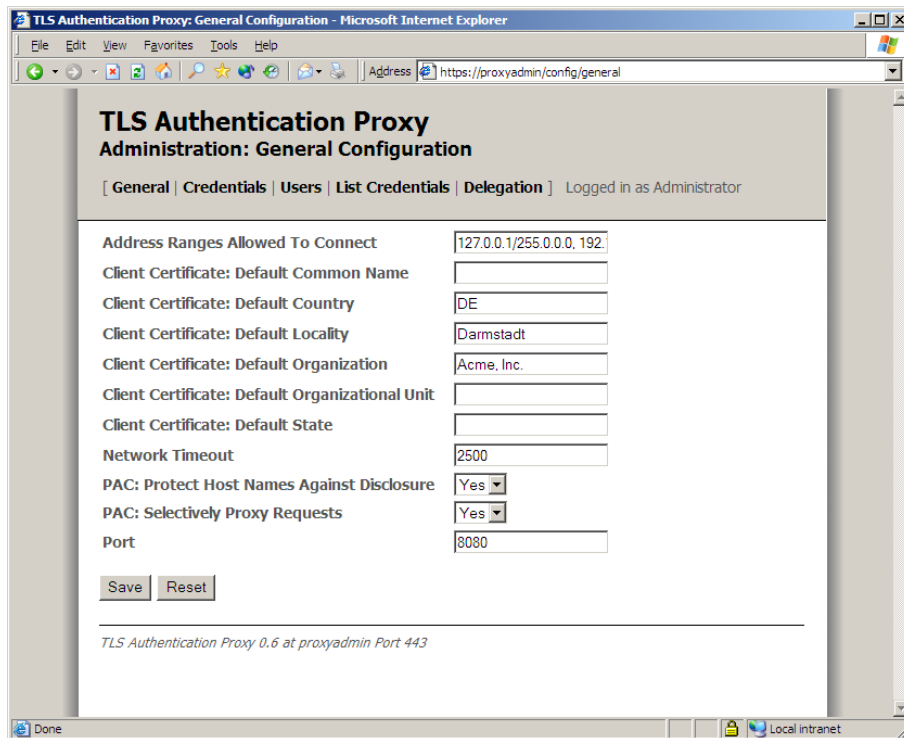 TLS Authentication Proxy: General Configuration - Microsoft Internet Explorer
File Edit View Favorites Tools Help
Address https://proxyadmin/config/general
TLS Authentication Proxy
Administration: General Configuration
[ General | Credentials | Users | List Credentials | Delegation ] Logged in as Administrator
Address Ranges Allowed To Connect 127.0.0.1/255.0.0.0, 192.
Client Certificate: Default Common Name
Client Certificate: Default Country DE
Client Certificate: Default Locality Darmstadt
Client Certificate: Default Organization Acme, Inc.
Client Certificate: Default Organizational Unit
Client Certificate: Default State
Network Timeout 2500
PAC: Protect Host Names Against Disclosure Yes
PAC: Selectively Proxy Requests Yes
Port 8080
Save Reset
TLS Authentication Proxy 0.6 at proxyadmin Port 443
Done Local intranet